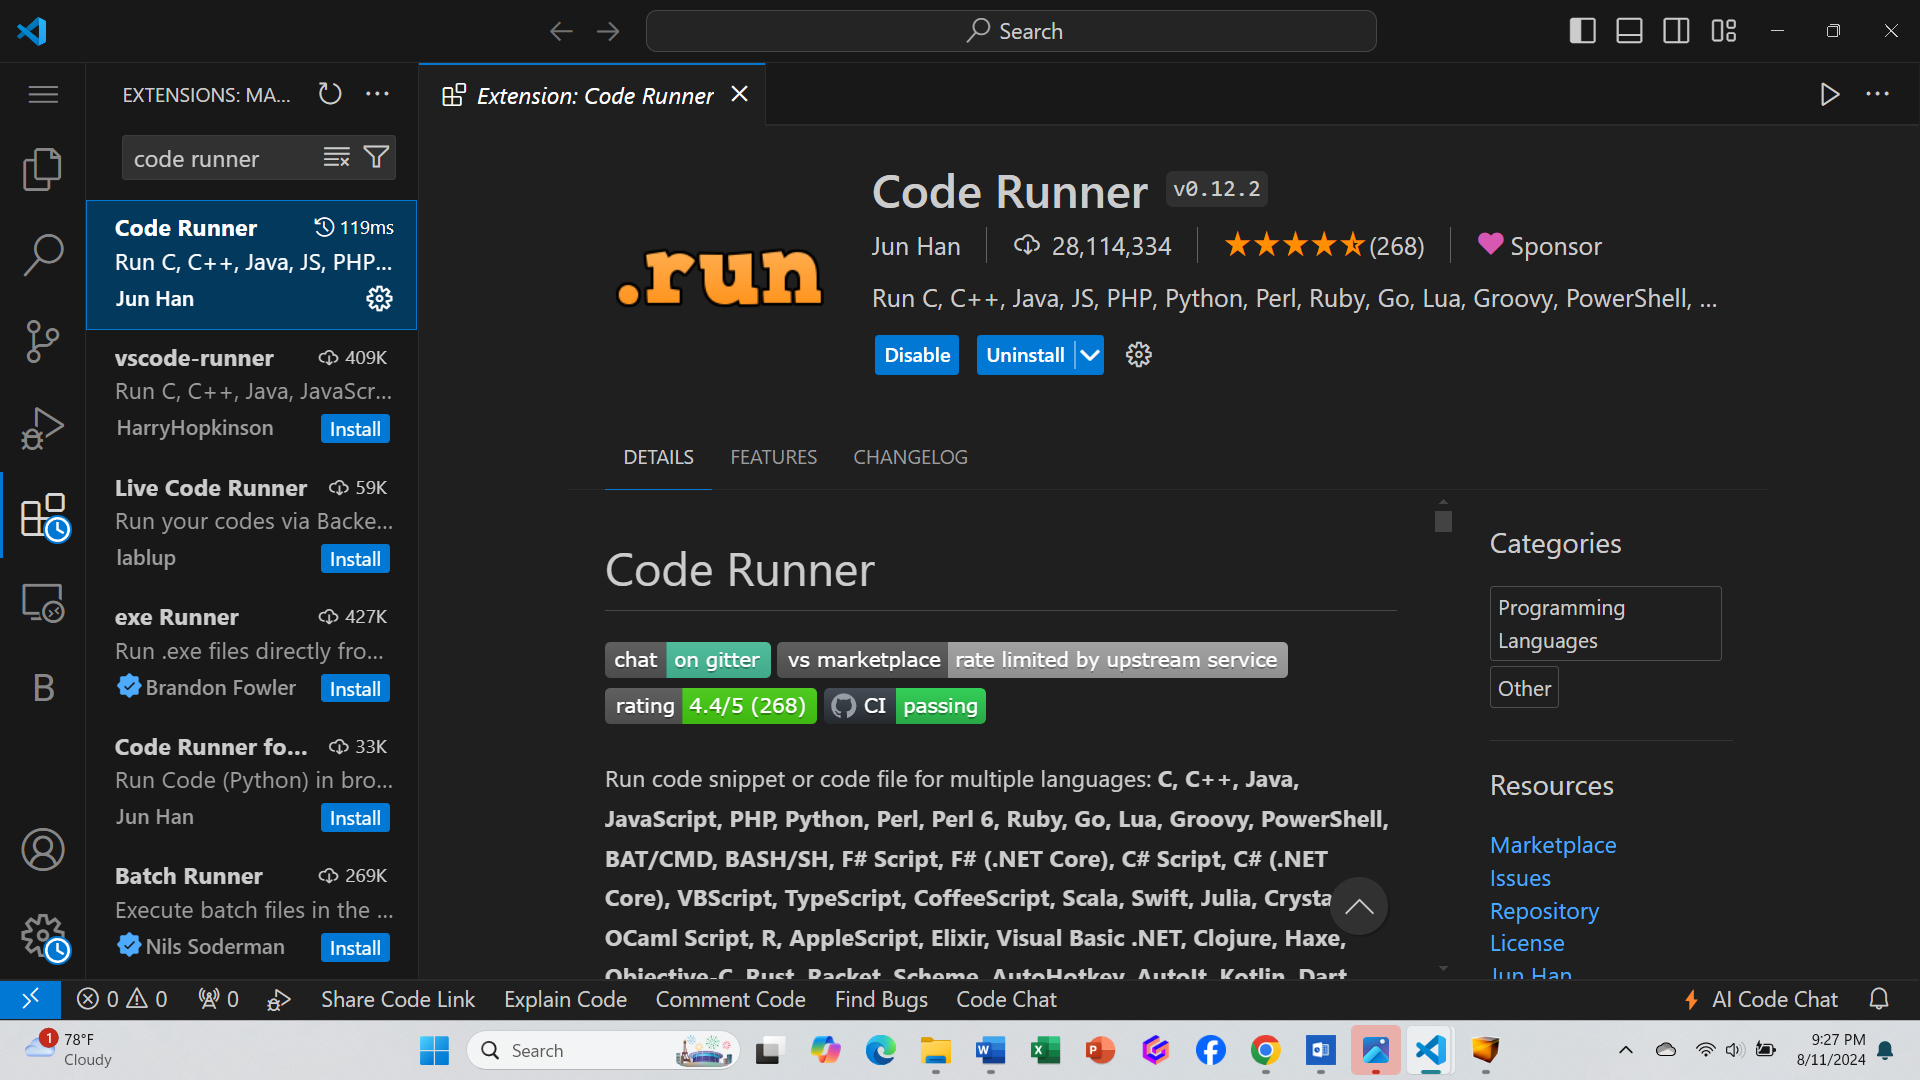 Search
EXTENSIONS: MA...
Extension: Code Runner
code runner
Code Runner 119ms
Run C, C++, Java, JS, PHP...
Jun Han
vscode-runner 409K
Run C, C++, Java, JavaScr...
HarryHopkinson Install
Live Code Runner 59K
Run your codes via Backe...
lablup Install
exe Runner 427K
Run .exe files directly fro...
Brandon Fowler Install
Code Runner fo... 33K
Run Code (Python) in bro...
Jun Han Install
Batch Runner 269K
Execute batch files in the ...
Nils Soderman Install
B
.run
Code Runner v0.12.2
Jun Han 28,114,334 (268) Sponsor
Run C, C++, Java, JS, PHP, Python, Perl, Ruby, Go, Lua, Groovy, PowerShell, ...
Disable Uninstall
DETAILS FEATURES CHANGELOG
Code Runner
chat on gitter vs marketplace rate limited by upstream service
rating 4.4/5 (268) CI passing
Run code snippet or code file for multiple languages: C, C++, Java,
JavaScript, PHP, Python, Perl, Perl 6, Ruby, Go, Lua, Groovy, PowerShell,
BAT/CMD, BASH/SH, F# Script, F# (.NET Core), C# Script, C# (.NET
Core), VBScript, TypeScript, CoffeeScript, Scala, Swift, Julia, Crysta
OCaml Script, R, AppleScript, Elixir, Visual Basic .NET, Clojure, Haxe,
Objective-C, Rust, Racket, Scheme, AutoHotkey, AutoIt, Kotlin, Dart
Categories
Programming
Languages
Other
Resources
Marketplace
Issues
Repository
License
Jun Han
0 0 0 Share Code Link Explain Code Comment Code Find Bugs Code Chat AI Code Chat
1 78°F
Cloudy
Search
9:27 PM
8/11/2024